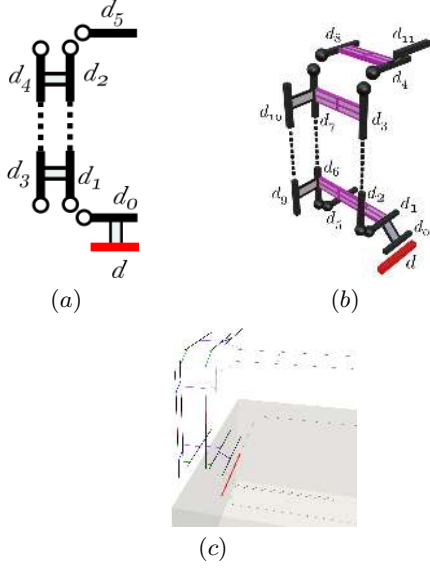 d₅
d₄ d₂
d₃ d₁
d₀
d
(a)
d₈ d₁₁
d₄
d₁₀ d₇ d₃
d₆
d₉ d₅ d₂ d₁
d₀
d
(b)
(c)